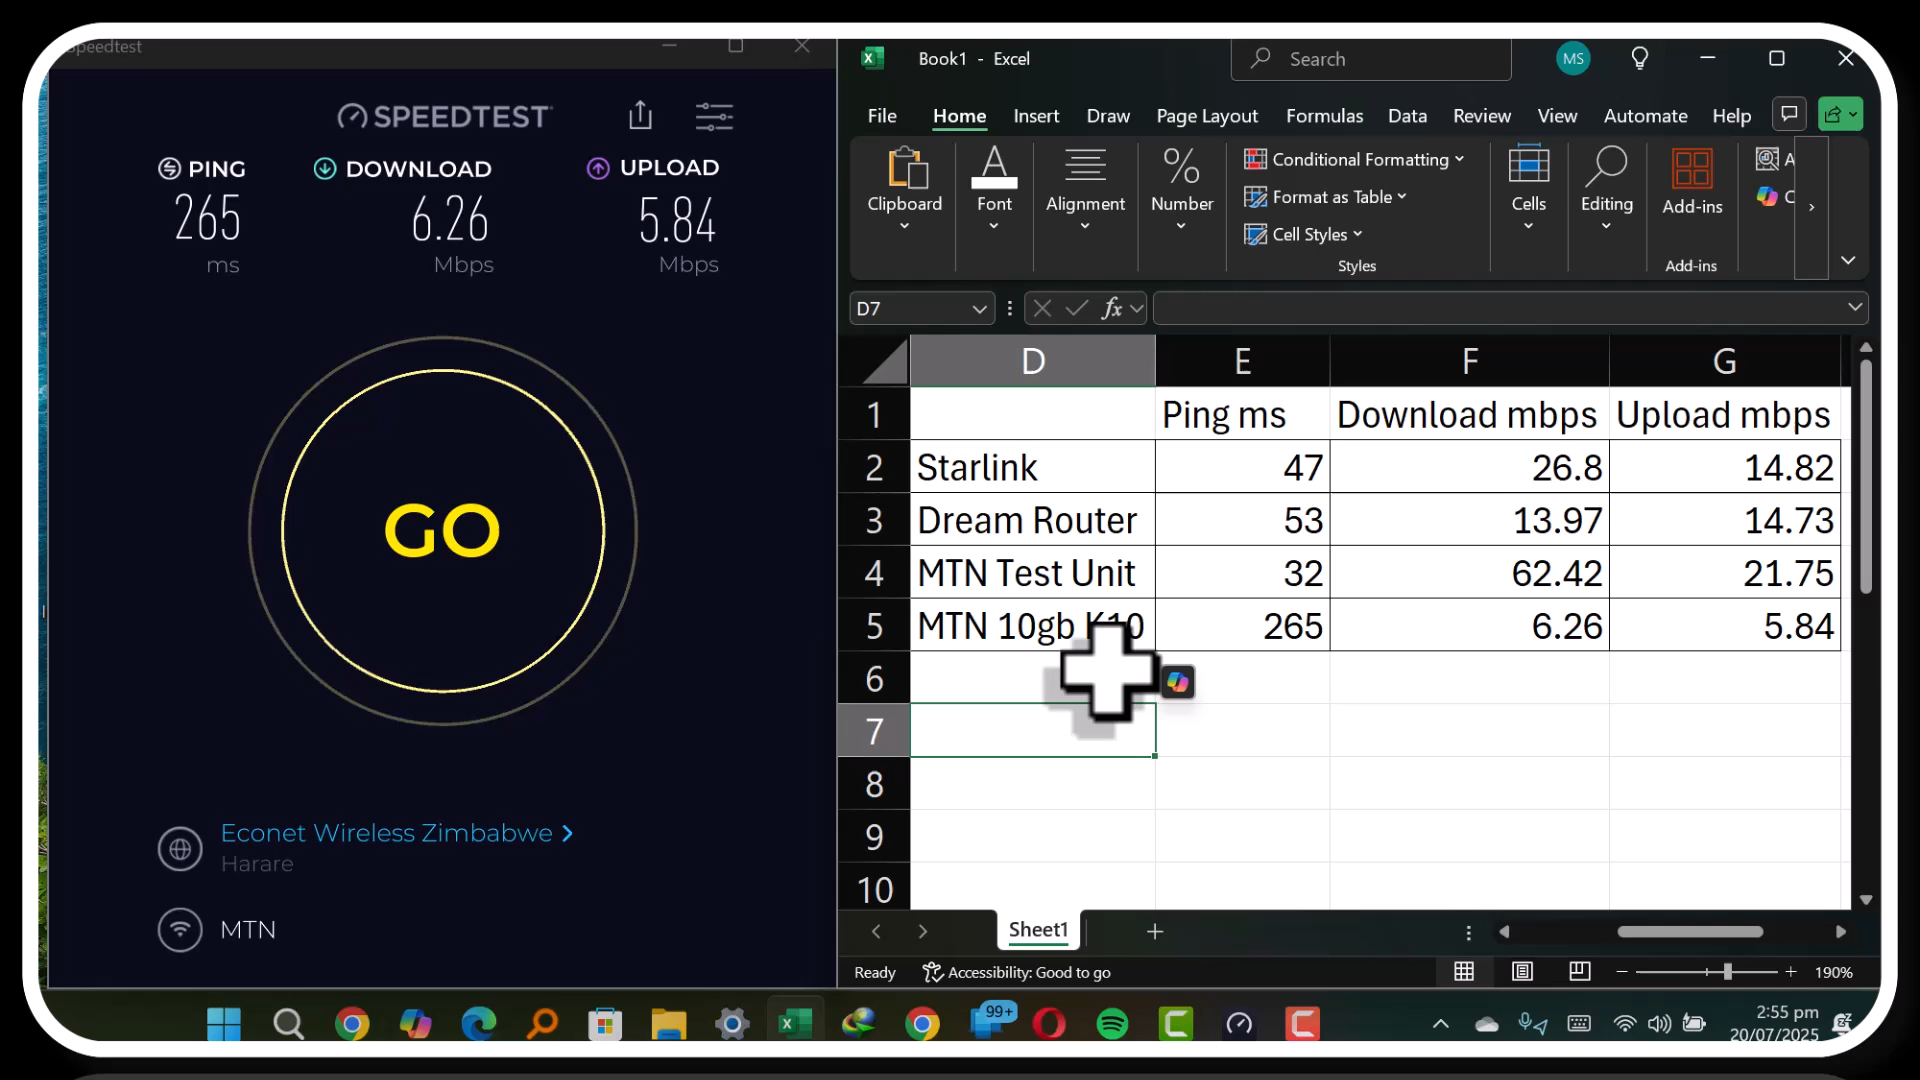 Speedtest
SPEEDTEST
PING DOWNLOAD UPLOAD
265 6.26 5.84
ms Mbps Mbps
GO
Econet Wireless Zimbabwe
Harare
MTN
Book1 - Excel
Search
MS
File Home Insert Draw Page Layout Formulas Data Review View Automate Help
Clipboard
Font
Alignment
Number
Conditional Formatting
Format as Table
Cell Styles
Styles
Cells
Editing
Add-ins
Add-ins
D7
fx
D E F G
1 Ping ms Download mbps Upload mbps
2 Starlink 47 26.8 14.82
3 Dream Router 53 13.97 14.73
4 MTN Test Unit 32 62.42 21.75
5 MTN 10gb K10 265 6.26 5.84
6
7
8
9
10
Sheet1
Ready Accessibility: Good to go 190%
99+
2:55 pm
20/07/2025